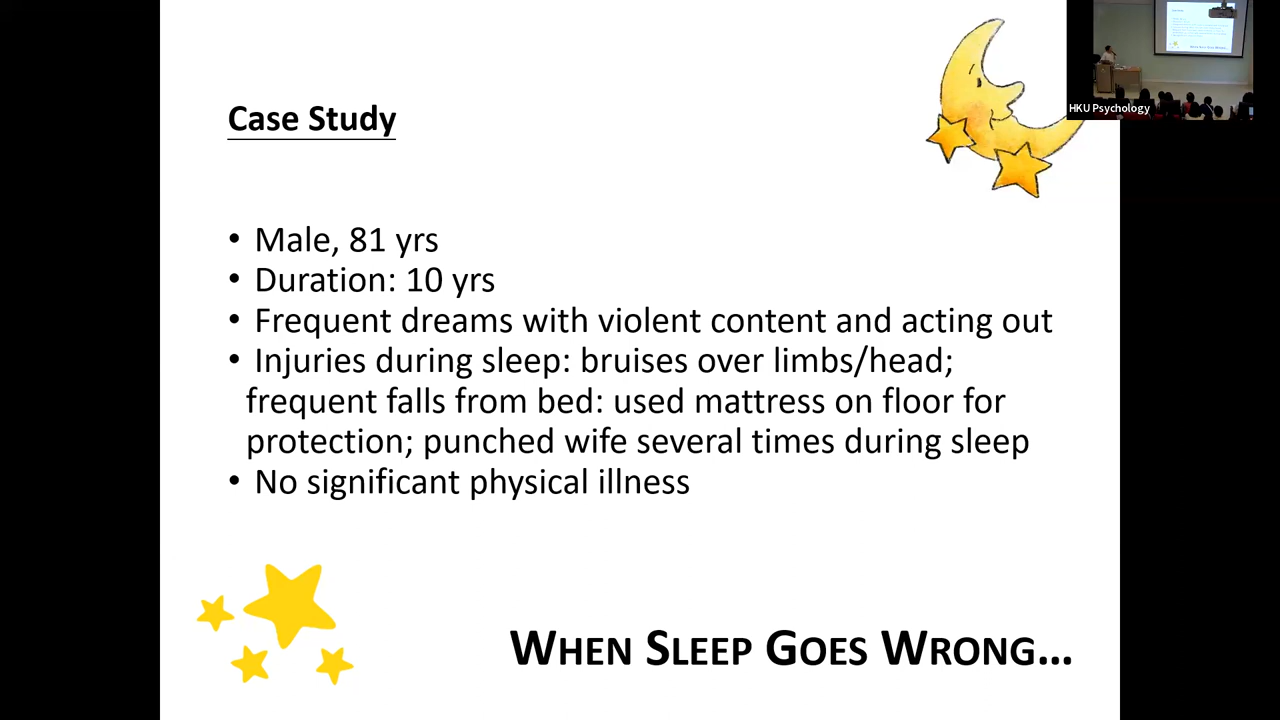 Case Study
• Male, 81 yrs
• Duration: 10 yrs
• Frequent dreams with violent content and acting out
• Injuries during sleep: bruises over limbs/head;
frequent falls from bed: used mattress on floor for
protection; punched wife several times during sleep
• No significant physical illness
WHEN SLEEP GOES WRONG...
HKU Psychology